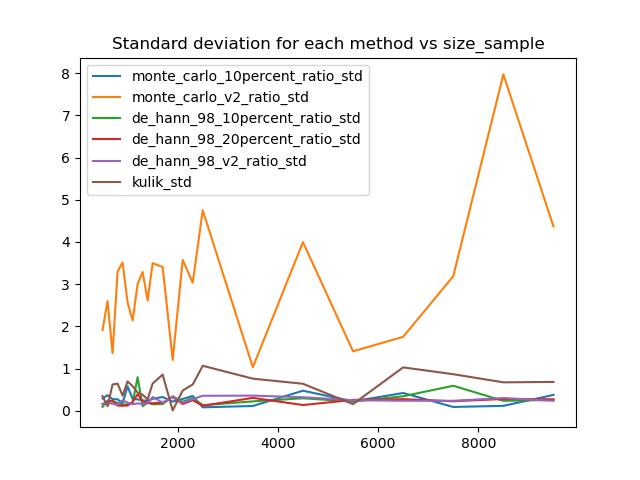 Standard deviation for each method vs size_sample
monte_carlo_10percent_ratio_std
monte_carlo_v2_ratio_std
de_hann_98_10percent_ratio_std
de_hann_98_20percent_ratio_std
de_hann_98_v2_ratio_std
kulik_std
8
7
6
5
4
3
2
1
0
2000 4000 6000 8000